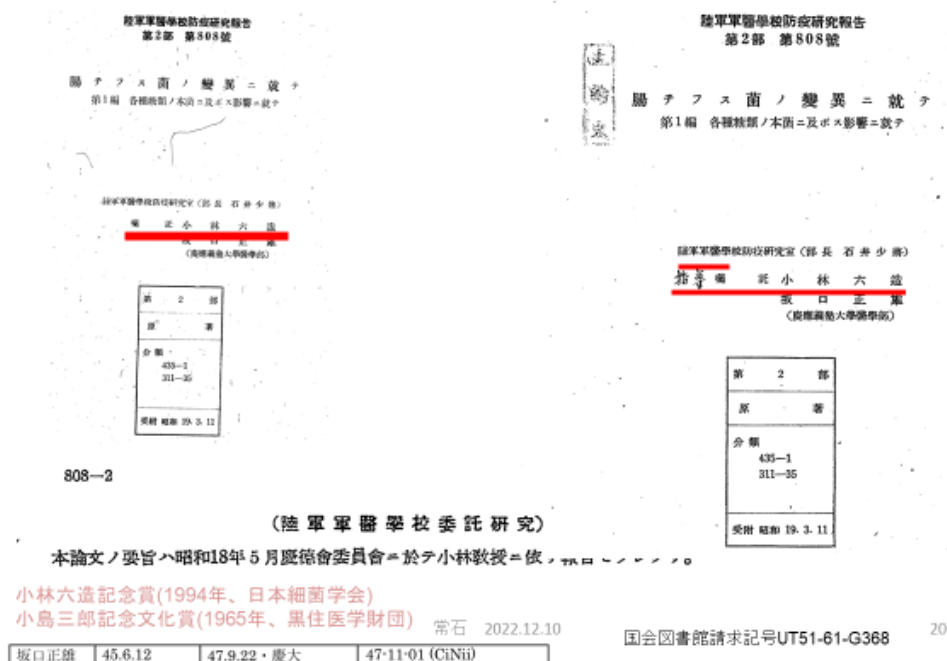 陸軍軍醫學校防疫研究報告
第2部 第808號
腸チフス菌ノ變異ニ就テ
第1編 各種糖類ノ本菌ニ及ボス影響ニ就テ
陸軍軍醫學校防疫研究室(部長 石井少將)
囑託 小林六造
坂口正雄
(慶應義塾大學醫學部)
第2部
原著
分類
435—1
311—35
受附 昭和 19. 3. 11
陸軍軍醫學校防疫研究報告
第2部 第808號
腸チフス菌ノ變異ニ就テ
第1編 各種糖類ノ本菌ニ及ボス影響ニ就テ
陸軍軍醫學校防疫研究室(部長 石井少將)
指導 囑託 小林六造
坂口正雄
(慶應義塾大學醫學部)
第2部
原著
分類
435—1
311—35
受附 昭和 19. 3. 11
808—2
(陸軍軍醫學校委託研究)
本論文ノ要旨ハ昭和18年5月慶德會委員會ニ於テ小林教授ニ依
小林六造記念賞(1994年、日本細菌学会)
小島三郎記念文化賞(1965年、黒住医学財団)
常石 2022.12.10
国会図書館請求記号UT51-61-G368
20
坂口正雄 45.6.12 47.9.22・慶大 47-11-01 (CiNii)